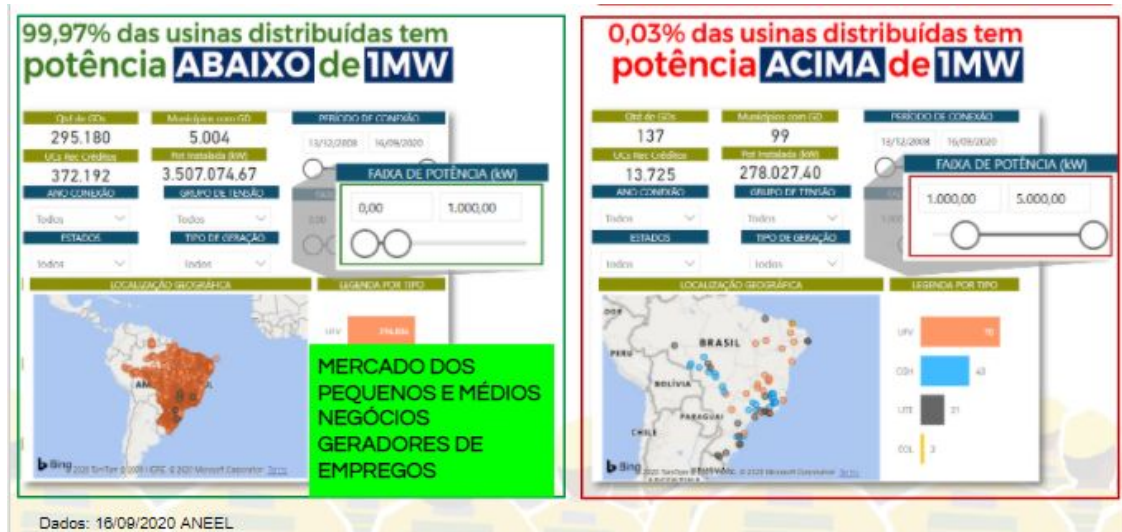 99,97% das usinas distribuídas tem
potência ABAIXO de 1MW
Qtd de GDs
Municípios com GD
PERÍODO DE CONEXÃO
295.180
5.004
13/12/2008
16/09/2020
UCs Rec Créditos
Pot Instalada (kW)
372.192
3.507.074,67
FAIXA DE POTÊNCIA (kW)
ANO CONEXÃO
GRUPO DE TENSÃO
0,00
1.000,00
Todos
Todos
ESTADOS
TIPO DE GERAÇÃO
Todos
Todos
LOCALIZAÇÃO GEOGRÁFICA
LEGENDA POR TIPO
UFV
MERCADO DOS
PEQUENOS E MÉDIOS
NEGÓCIOS
GERADORES DE
EMPREGOS
Bing
0,03% das usinas distribuídas tem
potência ACIMA de 1MW
Qtd de GDs
Municípios com GD
PERÍODO DE CONEXÃO
137
99
13/12/2008
16/09/2020
UCs Rec Créditos
Pot Instalada (kW)
13.725
278.027,40
FAIXA DE POTÊNCIA (kW)
ANO CONEXÃO
GRUPO DE TENSÃO
1.000,00
5.000,00
Todos
Todos
ESTADOS
TIPO DE GERAÇÃO
Todos
Todos
LOCALIZAÇÃO GEOGRÁFICA
LEGENDA POR TIPO
BRASIL
UFV
PERU
CGH
43
BOLÍVIA
PARAGUAI
UTE
21
CHILE
EOL
3
Bing
ARGENTINA
Dados: 16/09/2020 ANEEL